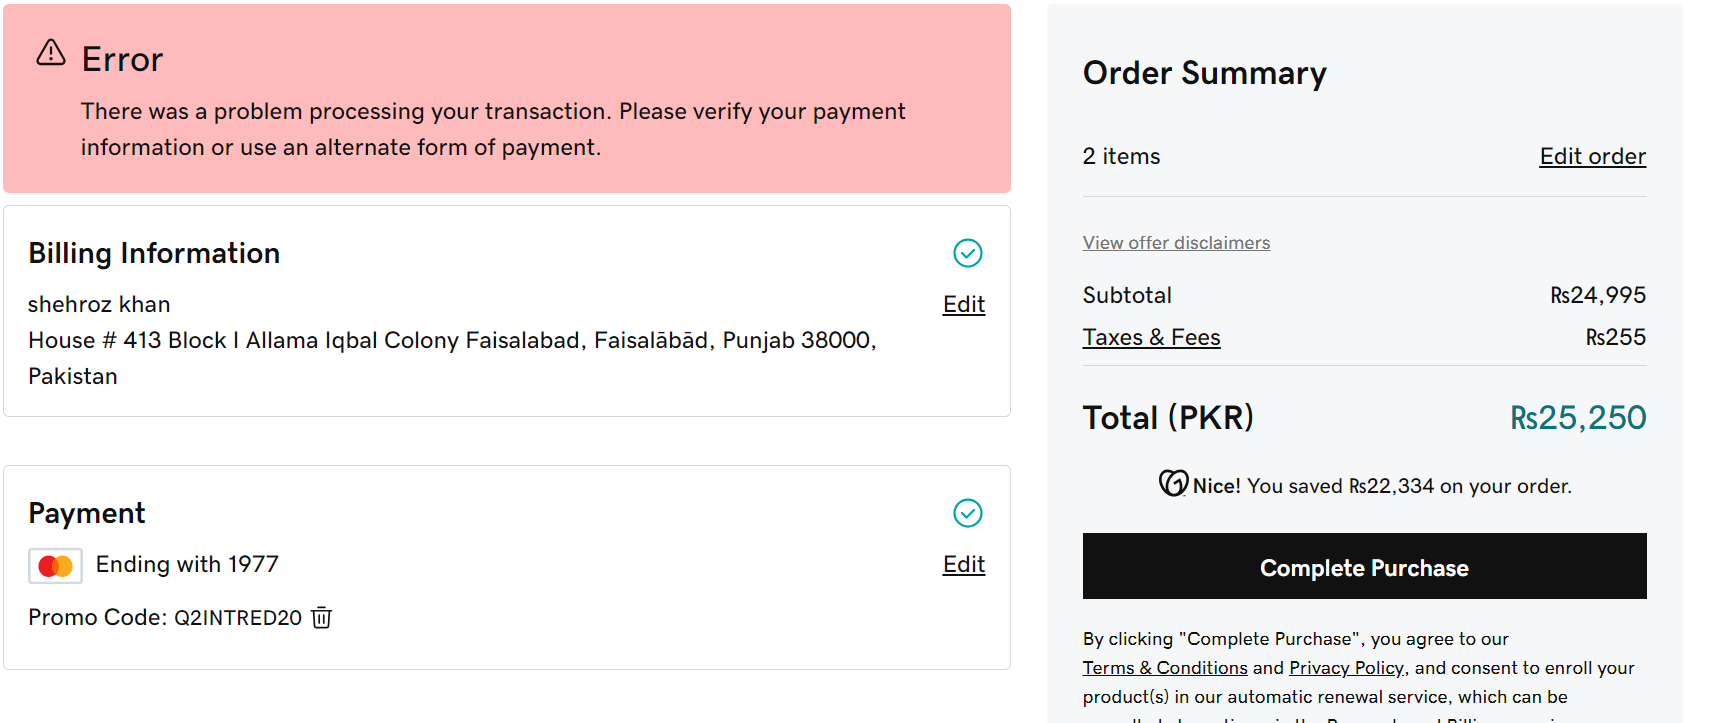 Error
There was a problem processing your transaction. Please verify your payment
information or use an alternate form of payment.
Billing Information
shehroz khan
Edit
House # 413 Block I Allama Iqbal Colony Faisalabad, Faisalābād, Punjab 38000,
Pakistan
Payment
Ending with 1977
Edit
Promo Code: Q2INTRED20
Order Summary
2 items
Edit order
View offer disclaimers
Subtotal
₨24,995
Taxes & Fees
₨255
Total (PKR)
₨25,250
Nice! You saved ₨22,334 on your order.
Complete Purchase
By clicking "Complete Purchase", you agree to our
Terms & Conditions and Privacy Policy, and consent to enroll your
product(s) in our automatic renewal service, which can be